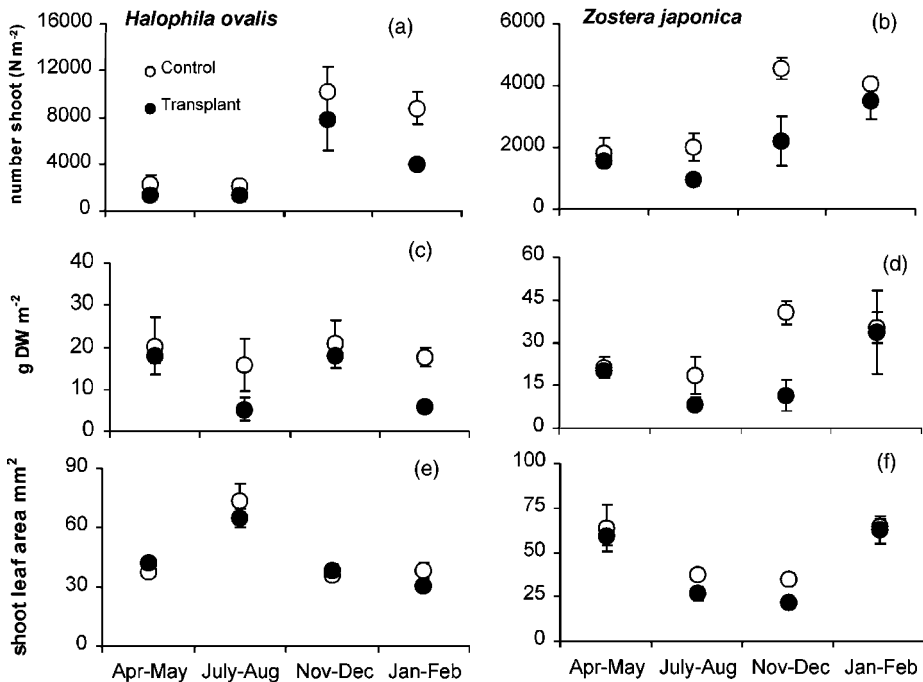 Halophila ovalis
Zostera japonica
number shoot (N m⁻²)
16000
12000
8000
4000
0
(a)
Control
Transplant
6000
4000
2000
0
(b)
g DW m⁻²
40
30
20
10
0
(c)
60
45
30
15
0
(d)
shoot leaf area mm²
90
60
30
0
(e)
Apr-May July-Aug Nov-Dec Jan-Feb
100
75
50
25
0
(f)
Apr-May July-Aug Nov-Dec Jan-Feb